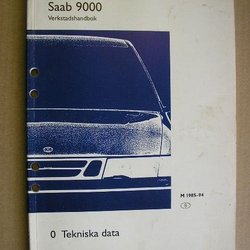 Saab 9000
Verkstadshandbok
M 1985-94
0 Tekniska data